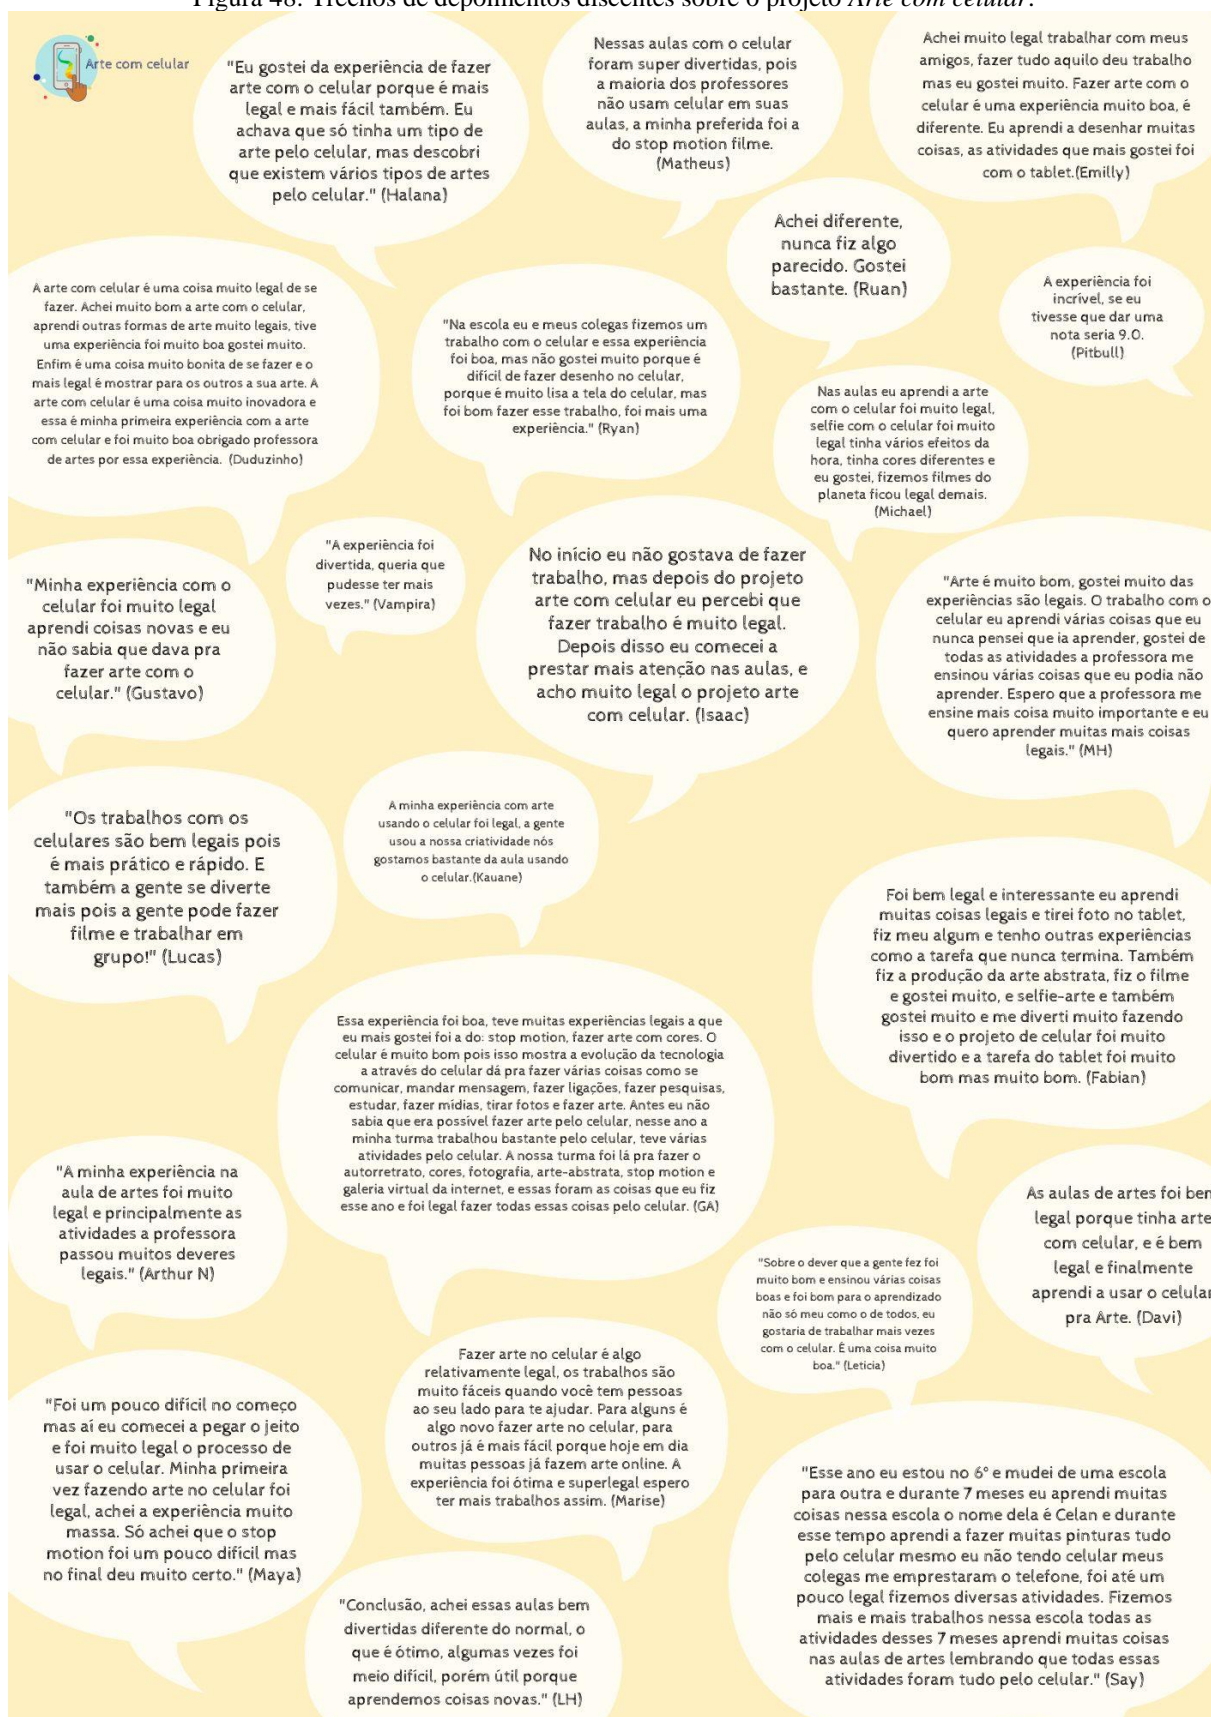 Figura 48: Trechos de depoimentos discentes sobre o projeto Arte com celular.
Arte com celular
"Eu gostei da experiência de fazer
arte com o celular porque é mais
legal e mais fácil também. Eu
achava que só tinha um tipo de
arte pelo celular, mas descobri
que existem vários tipos de artes
pelo celular." (Halana)
Nessas aulas com o celular
foram super divertidas, pois
a maioria dos professores
não usam celular em suas
aulas, a minha preferida foi a
do stop motion filme.
(Matheus)
Achei muito legal trabalhar com meus
amigos, fazer tudo aquilo deu trabalho
mas eu gostei muito. Fazer arte com o
celular é uma experiência muito boa, é
diferente. Eu aprendi a desenhar muitas
coisas, as atividades que mais gostei foi
com o tablet.(Emilly)
Achei diferente,
nunca fiz algo
parecido. Gostei
bastante. (Ruan)
A experiência foi
incrível, se eu
tivesse que dar uma
nota seria 9.0.
(Pitbull)
A arte com celular é uma coisa muito legal de se
fazer. Achei muito bom a arte com o celular,
aprendi outras formas de arte muito legais, tive
uma experiência foi muito boa gostei muito.
Enfim é uma coisa muito bonita de se fazer e o
mais legal é mostrar para os outros a sua arte. A
arte com celular é uma coisa muito inovadora e
essa é minha primeira experiência com a arte
com celular e foi muito boa obrigado professora
de artes por essa experiência. (Duduzinho)
"Na escola eu e meus colegas fizemos um
trabalho com o celular e essa experiência
foi boa, mas não gostei muito porque é
difícil de fazer desenho no celular,
porque é muito lisa a tela do celular, mas
foi bom fazer esse trabalho, foi mais uma
experiência." (Ryan)
Nas aulas eu aprendi a arte
com o celular foi muito legal,
selfie com o celular foi muito
legal tinha vários efeitos da
hora, tinha cores diferentes e
eu gostei, fizemos filmes do
planeta ficou legal demais.
(Michael)
"A experiência foi
divertida, queria que
pudesse ter mais
vezes." (Vampira)
"Minha experiência com o
celular foi muito legal
aprendi coisas novas e eu
não sabia que dava pra
fazer arte com o
celular." (Gustavo)
No início eu não gostava de fazer
trabalho, mas depois do projeto
arte com celular eu percebi que
fazer trabalho é muito legal.
Depois disso eu comecei a
prestar mais atenção nas aulas, e
acho muito legal o projeto arte
com celular. (Isaac)
"Arte é muito bom, gostei muito das
experiências são legais. O trabalho com o
celular eu aprendi várias coisas que eu
nunca pensei que ia aprender, gostei de
todas as atividades a professora me
ensinou várias coisas que eu podia não
aprender. Espero que a professora me
ensine mais coisa muito importante e eu
quero aprender muitas mais coisas
legais." (MH)
"Os trabalhos com os
celulares são bem legais pois
é mais prático e rápido. E
também a gente se diverte
mais pois a gente pode fazer
filme e trabalhar em
grupo!" (Lucas)
A minha experiência com arte
usando o celular foi legal, a gente
usou a nossa criatividade nós
gostamos bastante da aula usando
o celular.(Kauane)
Foi bem legal e interessante eu aprendi
muitas coisas legais e tirei foto no tablet,
fiz meu algum e tenho outras experiências
como a tarefa que nunca termina. Também
fiz a produção da arte abstrata, fiz o filme
e gostei muito, e selfie-arte e também
gostei muito e me diverti muito fazendo
isso e o projeto de celular foi muito
divertido e a tarefa do tablet foi muito
bom mas muito bom. (Fabian)
Essa experiência foi boa, teve muitas experiências legais a que
eu mais gostei foi a do: stop motion, fazer arte com cores. O
celular é muito bom pois isso mostra a evolução da tecnologia
a através do celular dá pra fazer várias coisas como se
comunicar, mandar mensagem, fazer ligações, fazer pesquisas,
estudar, fazer mídias, tirar fotos e fazer arte. Antes eu não
sabia que era possível fazer arte pelo celular, nesse ano a
minha turma trabalhou bastante pelo celular, teve várias
atividades pelo celular. A nossa turma foi lá pra fazer o
autorretrato, cores, fotografia, arte-abstrata, stop motion e
galeria virtual da internet, e essas foram as coisas que eu fiz
esse ano e foi legal fazer todas essas coisas pelo celular. (GA)
"A minha experiência na
aula de artes foi muito
legal e principalmente as
atividades a professora
passou muitos deveres
legais." (Arthur N)
As aulas de artes foi bem
legal porque tinha arte
com celular, e é bem
legal e finalmente
aprendi a usar o celular
pra Arte. (Davi)
"Sobre o dever que a gente fez foi
muito bom e ensinou várias coisas
boas e foi bom para o aprendizado
não só meu como o de todos, eu
gostaria de trabalhar mais vezes
com o celular. É uma coisa muito
boa." (Leticia)
Fazer arte no celular é algo
relativamente legal, os trabalhos são
muito fáceis quando você tem pessoas
ao seu lado para te ajudar. Para alguns é
algo novo fazer arte no celular, para
outros já é mais fácil porque hoje em dia
muitas pessoas já fazem arte online. A
experiência foi ótima e superlegal espero
ter mais trabalhos assim. (Marise)
"Foi um pouco difícil no começo
mas aí eu comecei a pegar o jeito
e foi muito legal o processo de
usar o celular. Minha primeira
vez fazendo arte no celular foi
legal, achei a experiência muito
massa. Só achei que o stop
motion foi um pouco difícil mas
no final deu muito certo." (Maya)
"Esse ano eu estou no 6º e mudei de uma escola
para outra e durante 7 meses eu aprendi muitas
coisas nessa escola o nome dela é Celan e durante
esse tempo aprendi a fazer muitas pinturas tudo
pelo celular mesmo eu não tendo celular meus
colegas me emprestaram o telefone, foi até um
pouco legal fizemos diversas atividades. Fizemos
mais e mais trabalhos nessa escola todas as
atividades desses 7 meses aprendi muitas coisas
nas aulas de artes lembrando que todas essas
atividades foram tudo pelo celular." (Say)
"Conclusão, achei essas aulas bem
divertidas diferente do normal, o
que é ótimo, algumas vezes foi
meio difícil, porém útil porque
aprendemos coisas novas." (LH)